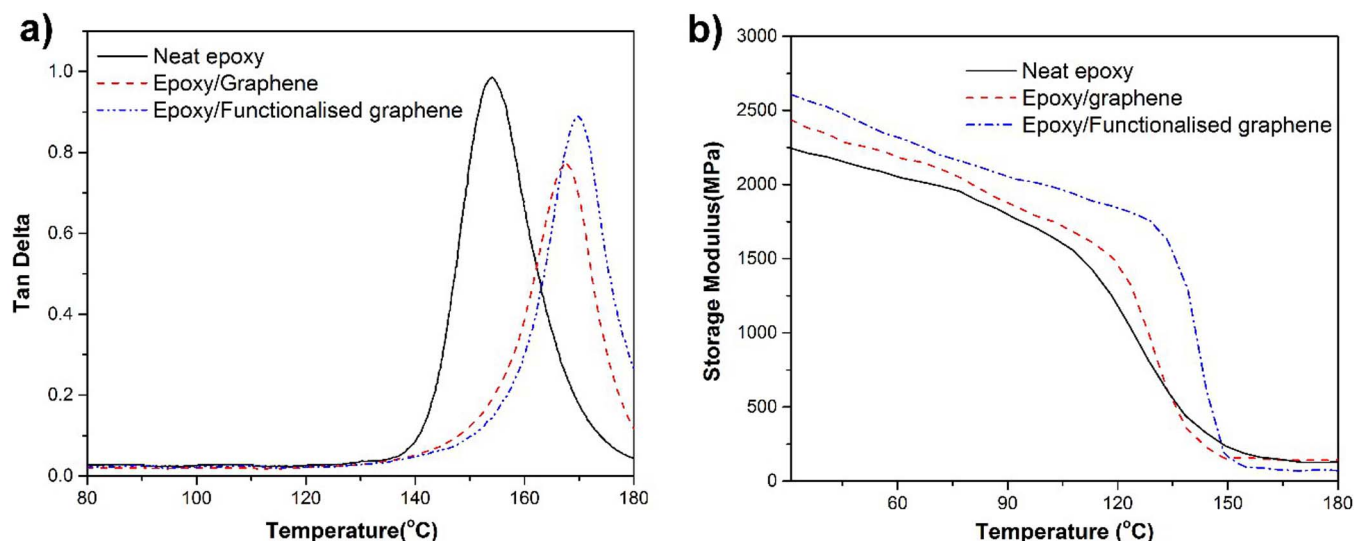 a)
Neat epoxy
Epoxy/Graphene
Epoxy/Functionalised graphene
Tan Delta
1.0
0.8
0.6
0.4
0.2
0.0
80 100 120 140 160 180
Temperature(°C)
b)
Neat epoxy
Epoxy/graphene
Epoxy/Functionalised graphene
Storage Modulus(MPa)
3000
2500
2000
1500
1000
500
0
60 90 120 150 180
Temperature (°C)